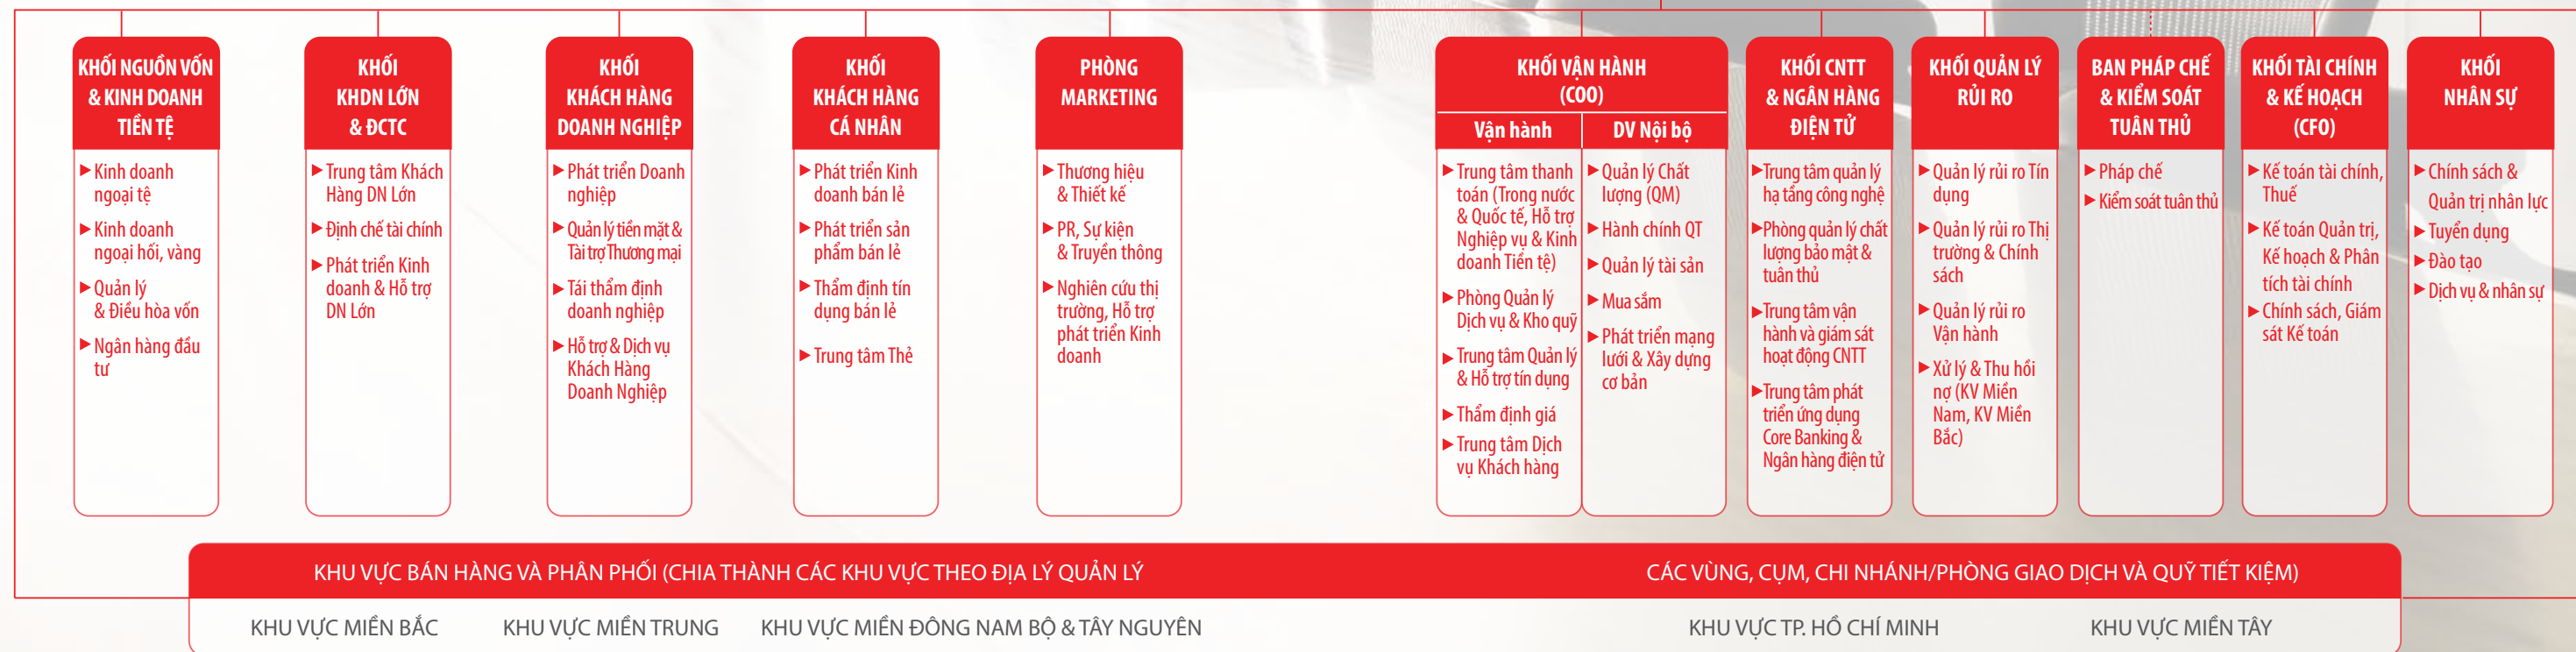 KHỐI NGUỒN VỐN
& KINH DOANH
TIỀN TỆ
Kinh doanh
ngoại tệ
Kinh doanh
ngoại hối, vàng
Quản lý
& Điều hòa vốn
Ngân hàng đầu
tư
KHỐI
KHDN LỚN
& ĐCTC
Trung tâm Khách
Hàng DN Lớn
Định chế tài chính
Phát triển Kinh
doanh & Hỗ trợ
DN Lớn
KHỐI
KHÁCH HÀNG
DOANH NGHIỆP
Phát triển Doanh
nghiệp
Quản lý tiền mặt &
Tài trợ Thương mại
Tái thẩm định
doanh nghiệp
Hỗ trợ & Dịch vụ
Khách Hàng
Doanh Nghiệp
KHỐI
KHÁCH HÀNG
CÁ NHÂN
Phát triển Kinh
doanh bán lẻ
Phát triển sản
phẩm bán lẻ
Thẩm định tín
dụng bán lẻ
Trung tâm Thẻ
PHÒNG
MARKETING
Thương hiệu
& Thiết kế
PR, Sự kiện
& Truyền thông
Nghiên cứu thị
trường, Hỗ trợ
phát triển Kinh
doanh
KHỐI VẬN HÀNH
(COO)
Vận hành
Trung tâm thanh
toán (Trong nước
& Quốc tế, Hỗ trợ
Nghiệp vụ & Kinh
doanh Tiền tệ)
Phòng Quản lý
Dịch vụ & Kho quỹ
Trung tâm Quản lý
& Hỗ trợ tín dụng
Thẩm định giá
Trung tâm Dịch
vụ Khách hàng
DV Nội bộ
Quản lý Chất
lượng (QM)
Hành chính QT
Quản lý tài sản
Mua sắm
Phát triển mạng
lưới & Xây dựng
cơ bản
KHỐI CNTT
& NGÂN HÀNG
ĐIỆN TỬ
Trung tâm quản lý
hạ tầng công nghệ
Phòng quản lý chất
lượng bảo mật &
tuân thủ
Trung tâm vận
hành và giám sát
hoạt động CNTT
Trung tâm phát
triển ứng dụng
Core Banking &
Ngân hàng điện tử
KHỐI QUẢN LÝ
RỦI RO
Quản lý rủi ro Tín
dụng
Quản lý rủi ro Thị
trường & Chính
sách
Quản lý rủi ro
Vận hành
Xử lý & Thu hồi
nợ (KV Miền
Nam, KV Miền
Bắc)
BAN PHÁP CHẾ
& KIỂM SOÁT
TUÂN THỦ
Pháp chế
Kiểm soát tuân thủ
KHỐI TÀI CHÍNH
& KẾ HOẠCH
(CFO)
Kế toán tài chính,
Thuế
Kế toán Quản trị,
Kế hoạch & Phân
tích tài chính
Chính sách, Giám
sát Kế toán
KHỐI
NHÂN SỰ
Chính sách &
Quản trị nhân lực
Tuyển dụng
Đào tạo
Dịch vụ & nhân sự
KHU VỰC BÁN HÀNG VÀ PHÂN PHỐI (CHIA THÀNH CÁC KHU VỰC THEO ĐỊA LÝ QUẢN LÝ
CÁC VÙNG, CỤM, CHI NHÁNH/PHÒNG GIAO DỊCH VÀ QUỸ TIẾT KIỆM)
KHU VỰC MIỀN BẮC
KHU VỰC MIỀN TRUNG
KHU VỰC MIỀN ĐÔNG NAM BỘ & TÂY NGUYÊN
KHU VỰC TP. HỒ CHÍ MINH
KHU VỰC MIỀN TÂY